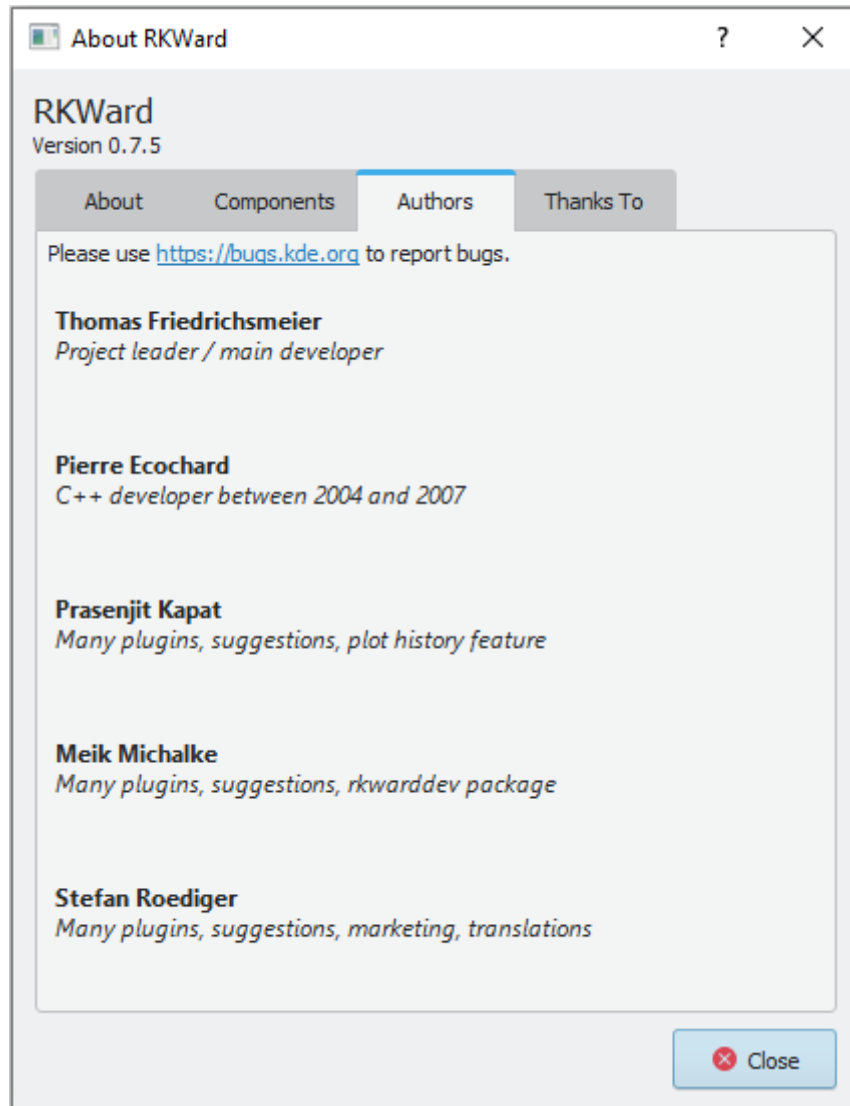 About RKWard
?
RKWard
Version 0.7.5
About
Components
Authors
Thanks To
Please use https://bugs.kde.org to report bugs.
Thomas Friedrichsmeier
Project leader / main developer
Pierre Ecochard
C++ developer between 2004 and 2007
Prasenjit Kapat
Many plugins, suggestions, plot history feature
Meik Michalke
Many plugins, suggestions, rkwarddev package
Stefan Roediger
Many plugins, suggestions, marketing, translations
Close